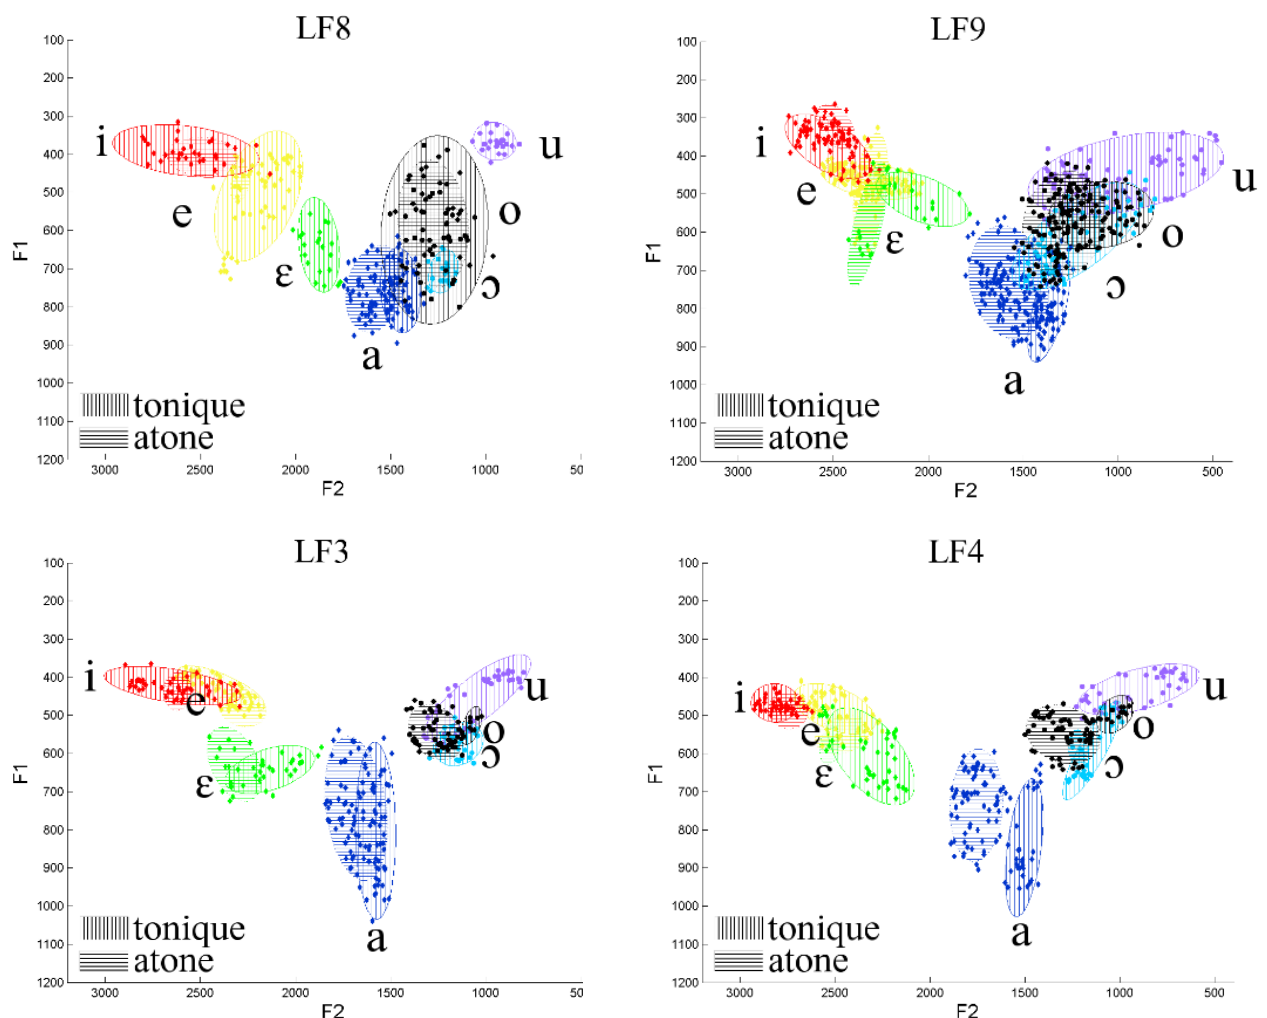 LF8
100
200
300
400
500
600
700
800
900
1000
1100
1200
F1
i
e
ɛ
a
o
ɔ
u
tonique
atone
3000 2500 2000 1500 1000 50
F2
LF9
100
200
300
400
500
600
700
800
900
1000
1100
1200
F1
i
e
ɛ
a
u
o
ɔ
tonique
atone
3000 2500 2000 1500 1000 500
F2
LF3
100
200
300
400
500
600
700
800
900
1000
1100
1200
F1
i
e
ɛ
a
u
o
ɔ
tonique
atone
3000 2500 2000 1500 1000 50
F2
LF4
100
200
300
400
500
600
700
800
900
1000
1100
1200
F1
i
e
ɛ
a
u
o
ɔ
tonique
atone
3000 2500 2000 1500 1000 500
F2